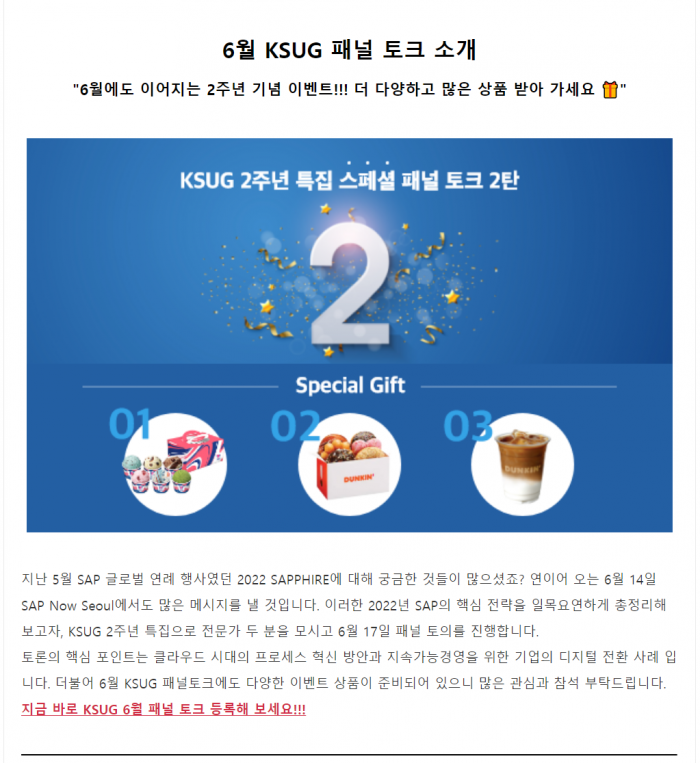 6월 KSUG 패널 토크 소개
"6월에도 이어지는 2주년 기념 이벤트!!! 더 다양하고 많은 상품 받아 가세요 🎁"
KSUG 2주년 특집 스페셜 패널 토크 2탄
2
Special Gift
01 02 03
DUNKIN'
DUNKIN'
지난 5월 SAP 글로벌 연례 행사였던 2022 SAPPHIRE에 대해 궁금한 것들이 많으셨죠? 연이어 오는 6월 14일
SAP Now Seoul에서도 많은 메시지를 낼 것입니다. 이러한 2022년 SAP의 핵심 전략을 일목요연하게 총정리해
보고자, KSUG 2주년 특집으로 전문가 두 분을 모시고 6월 17일 패널 토의를 진행합니다.
토론의 핵심 포인트는 클라우드 시대의 프로세스 혁신 방안과 지속가능경영을 위한 기업의 디지털 전환 사례 입
니다. 더불어 6월 KSUG 패널토크에도 다양한 이벤트 상품이 준비되어 있으니 많은 관심과 참석 부탁드립니다.
지금 바로 KSUG 6월 패널 토크 등록해 보세요!!!